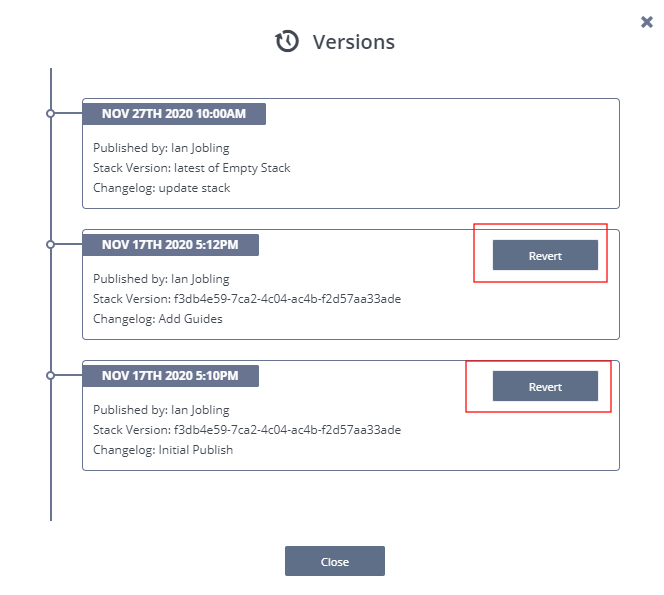 Versions
NOV 27TH 2020 10:00AM
Published by: Ian Jobling
Stack Version: latest of Empty Stack
Changelog: update stack
NOV 17TH 2020 5:12PM
Revert
Published by: Ian Jobling
Stack Version: f3db4e59-7ca2-4c04-ac4b-f2d57aa33ade
Changelog: Add Guides
NOV 17TH 2020 5:10PM
Revert
Published by: Ian Jobling
Stack Version: f3db4e59-7ca2-4c04-ac4b-f2d57aa33ade
Changelog: Initial Publish
Close